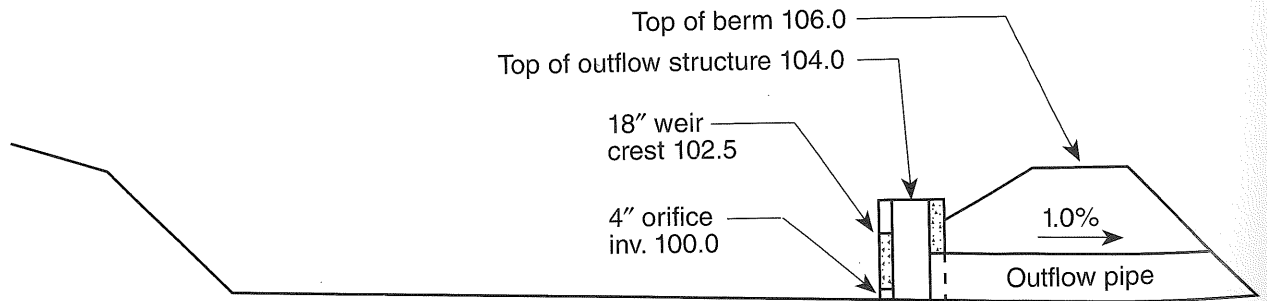 Top of berm 106.0
Top of outflow structure 104.0
18″ weir
crest 102.5
4″ orifice
inv. 100.0
1.0%
Outflow pipe